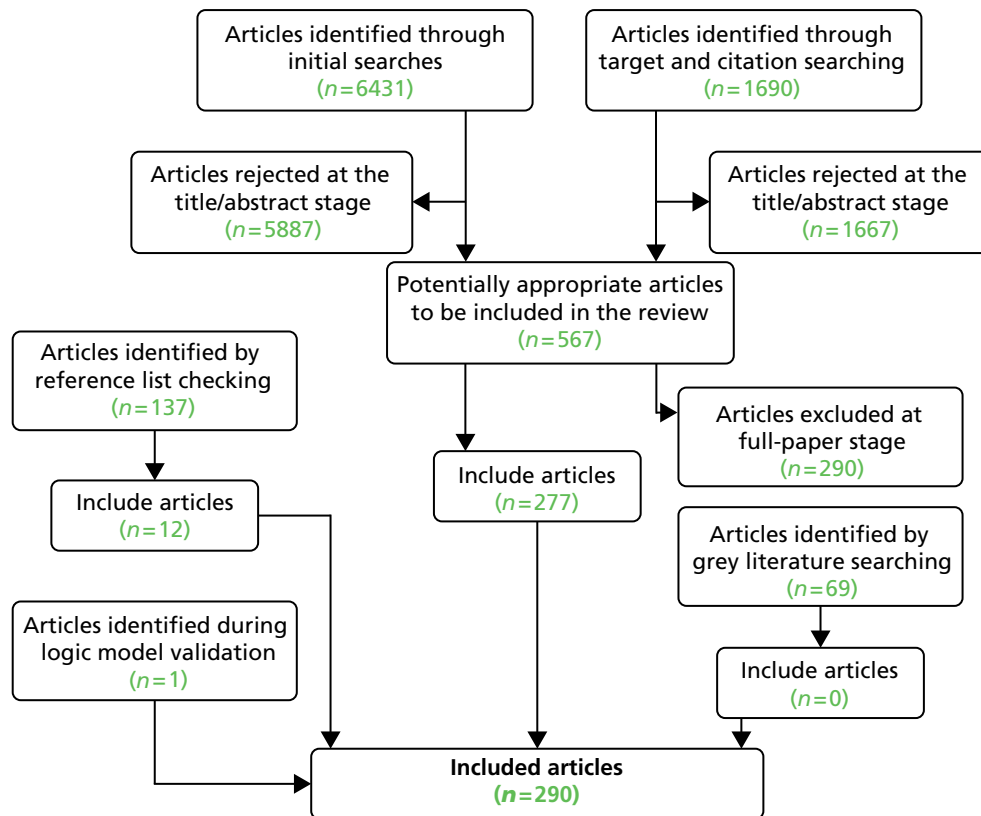 Articles identified through
initial searches
(n=6431)
Articles identified through
target and citation searching
(n=1690)
Articles rejected at the
title/abstract stage
(n=5887)
Articles rejected at the
title/abstract stage
(n=1667)
Potentially appropriate articles
to be included in the review
(n=567)
Articles identified by
reference list checking
(n=137)
Articles excluded at
full-paper stage
(n=290)
Include articles
(n=277)
Include articles
(n=12)
Articles identified by
grey literature searching
(n=69)
Articles identified during
logic model validation
(n=1)
Include articles
(n=0)
Included articles
(n=290)